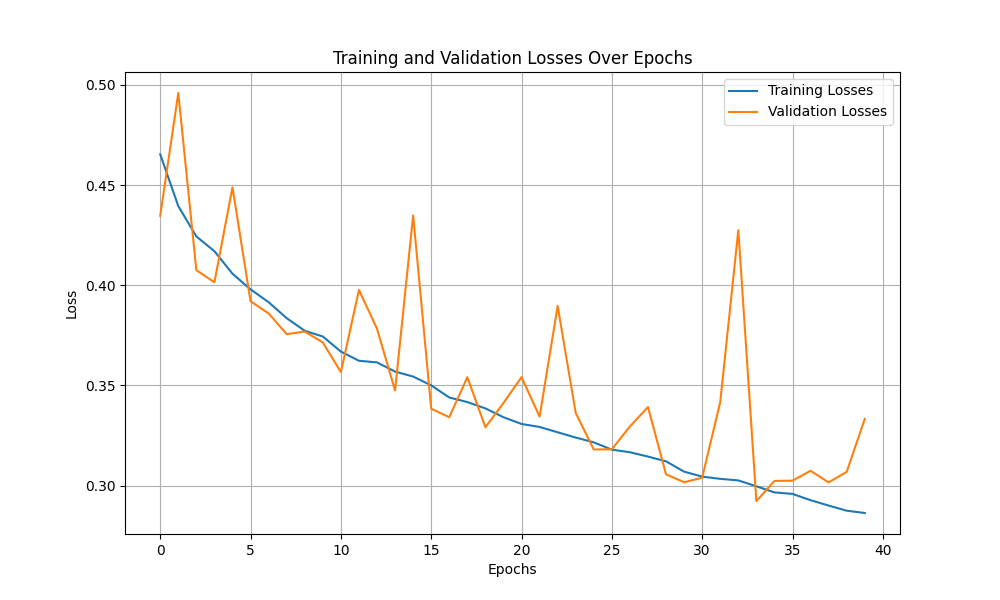 Training and Validation Losses Over Epochs
Training Losses
Validation Losses
0.50
0.45
0.40
0.35
0.30
Loss
0 5 10 15 20 25 30 35 40
Epochs